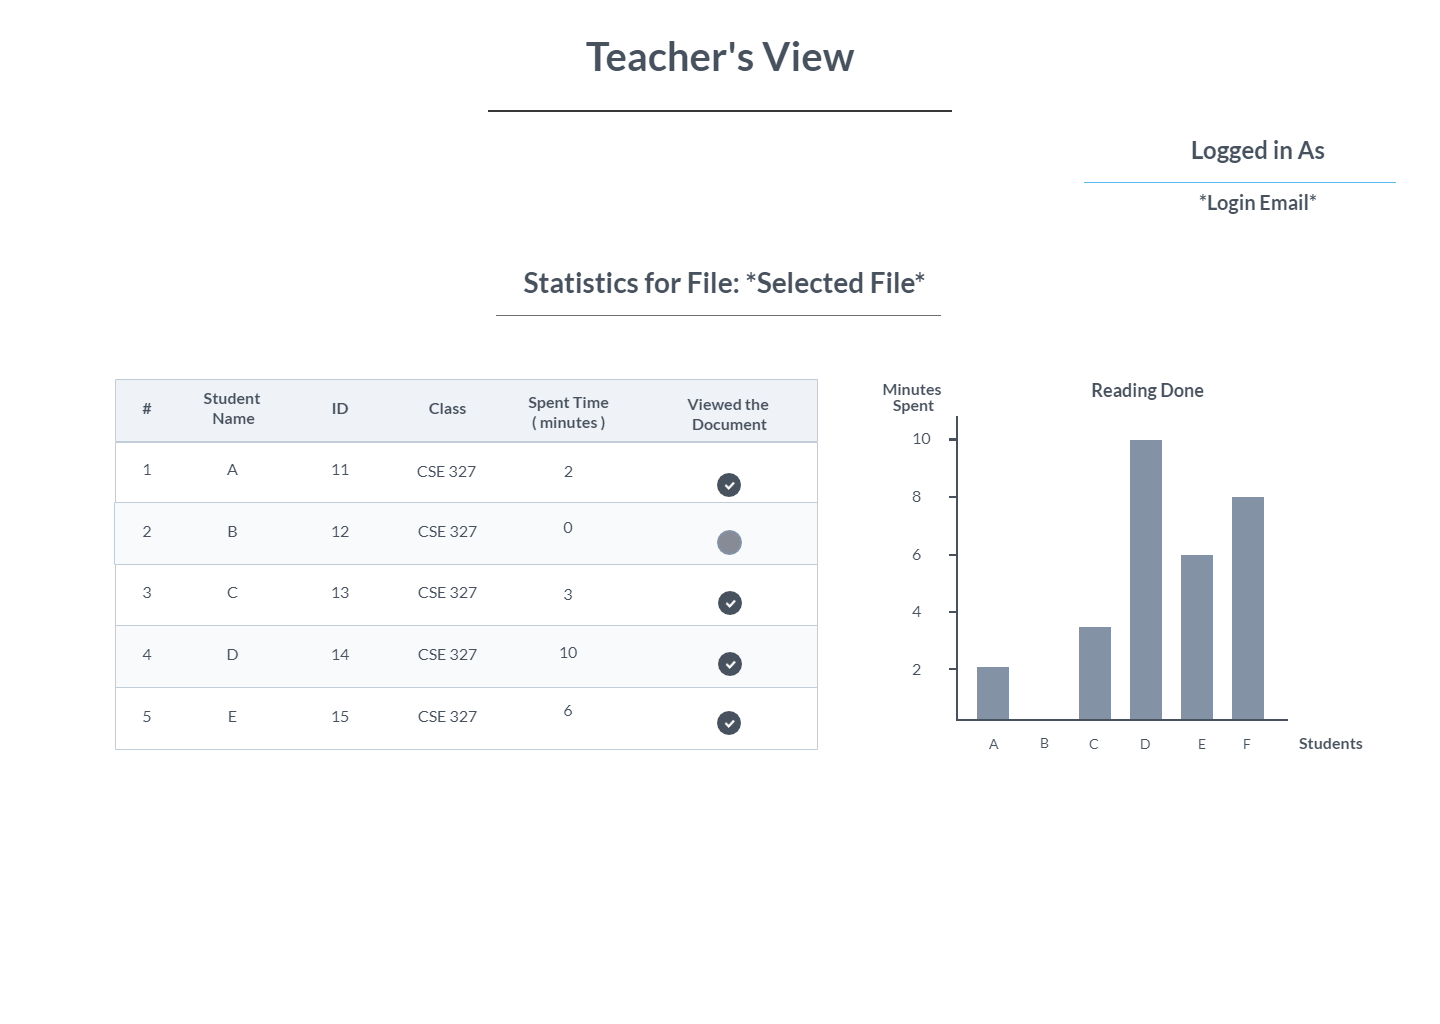 Teacher's View
Logged in As
*Login Email*
Statistics for File: *Selected File*
# Student Name ID Class Spent Time ( minutes ) Viewed the Document
1 A 11 CSE 327 2
2 B 12 CSE 327 0
3 C 13 CSE 327 3
4 D 14 CSE 327 10
5 E 15 CSE 327 6
Minutes
Spent
Reading Done
10
8
6
4
2
A B C D E F Students